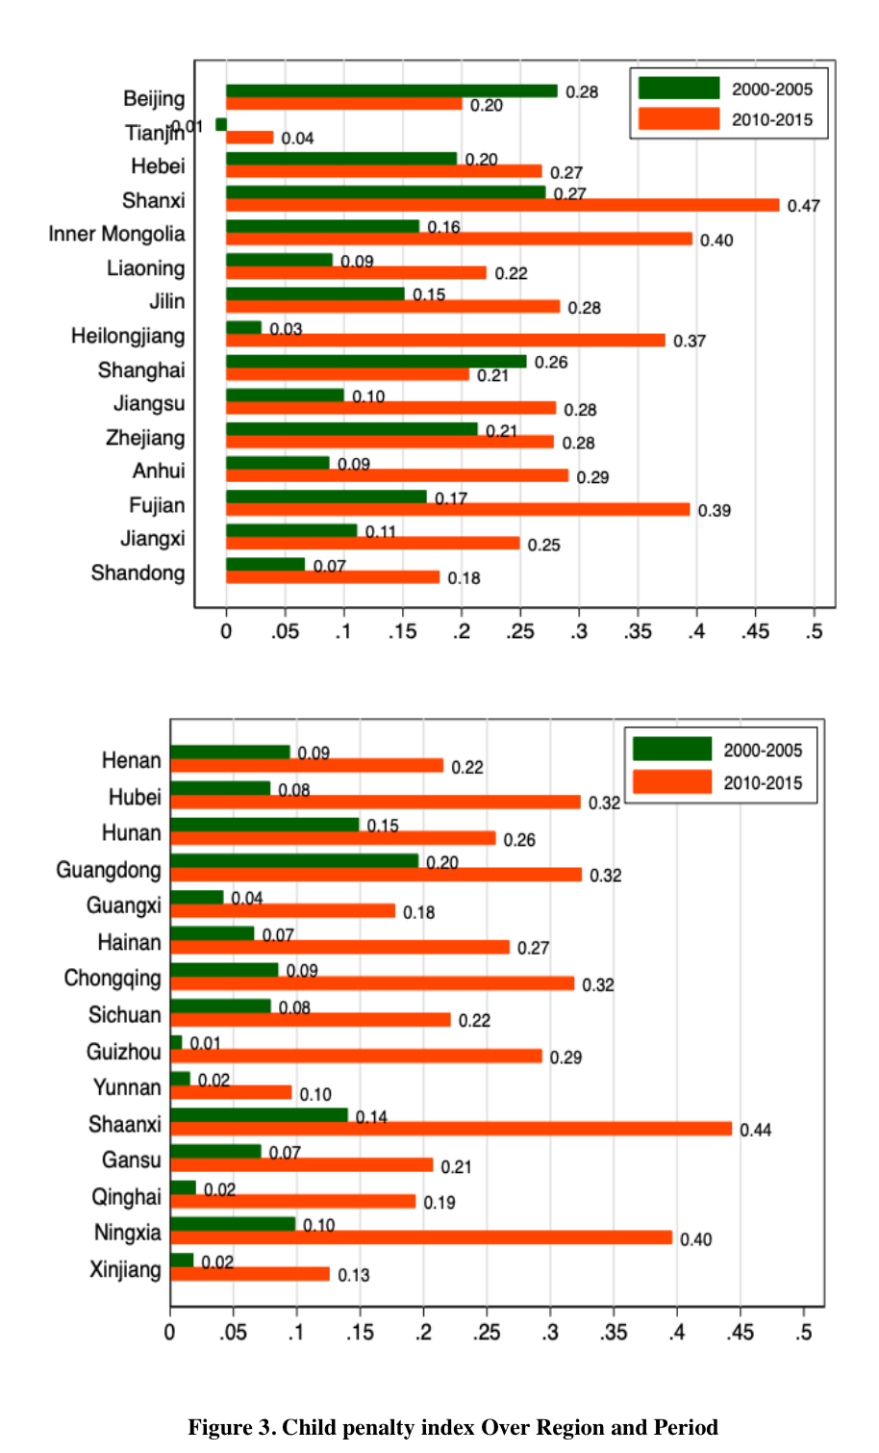 2000-2005
2010-2015
Beijing 0.28
0.20
Tianjin -0.01
0.04
Hebei 0.20
0.27
Shanxi 0.27
0.47
Inner Mongolia 0.16
0.40
Liaoning 0.09
0.22
Jilin 0.15
0.28
Heilongjiang 0.03
0.37
Shanghai 0.26
0.21
Jiangsu 0.10
0.28
Zhejiang 0.21
0.28
Anhui 0.09
0.29
Fujian 0.17
0.39
Jiangxi 0.11
0.25
Shandong 0.07
0.18
0 .05 .1 .15 .2 .25 .3 .35 .4 .45 .5
2000-2005
2010-2015
Henan 0.09
0.22
Hubei 0.08
0.32
Hunan 0.15
0.26
Guangdong 0.20
0.32
Guangxi 0.04
0.18
Hainan 0.07
0.27
Chongqing 0.09
0.32
Sichuan 0.08
0.22
Guizhou 0.01
0.29
Yunnan 0.02
0.10
Shaanxi 0.14
0.44
Gansu 0.07
0.21
Qinghai 0.02
0.19
Ningxia 0.10
0.40
Xinjiang 0.02
0.13
0 .05 .1 .15 .2 .25 .3 .35 .4 .45 .5
Figure 3. Child penalty index Over Region and Period